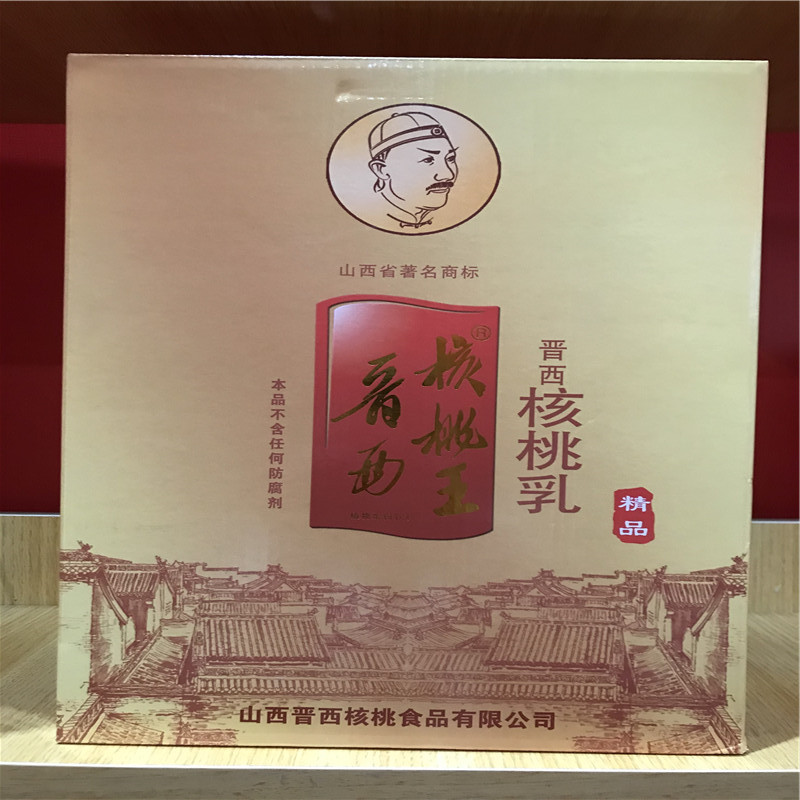 山西省著名商标
核桃王®
晋西
晋西
核桃乳
本品不含任何防腐剂
精品
山西晋西核桃食品有限公司